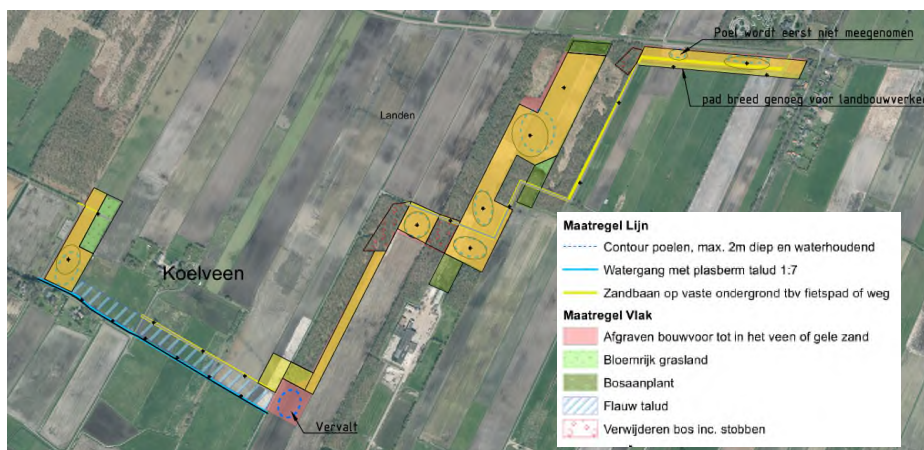 Poel wordt eerst niet meegenomen
pad breed genoeg voor landbouwverkee
Landen
Koelveen
Vervalt
Maatregel Lijn
Contour poelen, max. 2m diep en waterhoudend
Watergang met plasberm talud 1:7
Zandbaan op vaste ondergrond tbv fietspad of weg
Maatregel Vlak
Afgraven bouwvoor tot in het veen of gele zand
Bloemrijk grasland
Bosaanplant
Flauw talud
Verwijderen bos inc. stobben